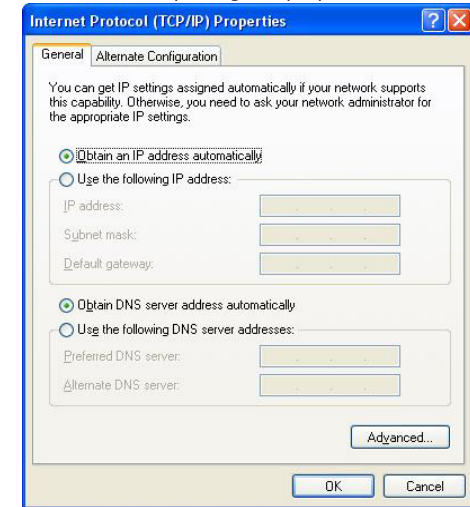 Internet Protocol (TCP/IP) Properties
General Alternate Configuration
You can get IP settings assigned automatically if your network supports
this capability. Otherwise, you need to ask your network administrator for
the appropriate IP settings.
Obtain an IP address automatically
Use the following IP address:
IP address:
Subnet mask:
Default gateway:
Obtain DNS server address automatically
Use the following DNS server addresses:
Preferred DNS server:
Alternate DNS server:
Advanced...
OK Cancel